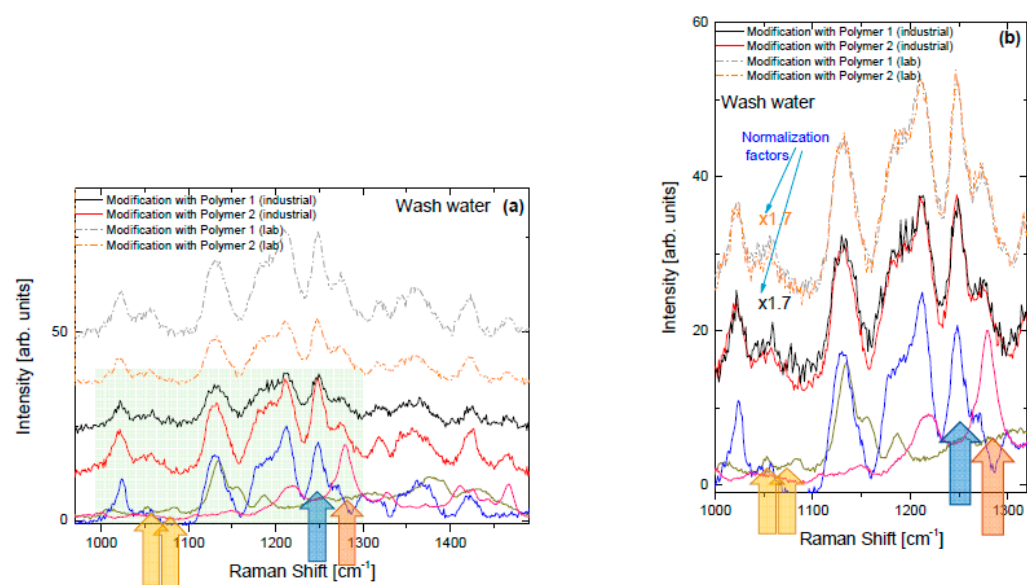 Modification with Polymer 1 (industrial)
Modification with Polymer 2 (industrial)
Modification with Polymer 1 (lab)
Modification with Polymer 2 (lab)
Wash water (a)
50
0
1000 1100 1200 1300 1400
Intensity [arb. units]
Raman Shift [cm⁻¹]
60
40
20
0
(b)
Modification with Polymer 1 (industrial)
Modification with Polymer 2 (industrial)
Modification with Polymer 1 (lab)
Modification with Polymer 2 (lab)
Wash water
Normalization
factors
x1.7
x1.7
1000 1100 1200 1300
Intensity [arb. units]
Raman Shift [cm⁻¹]